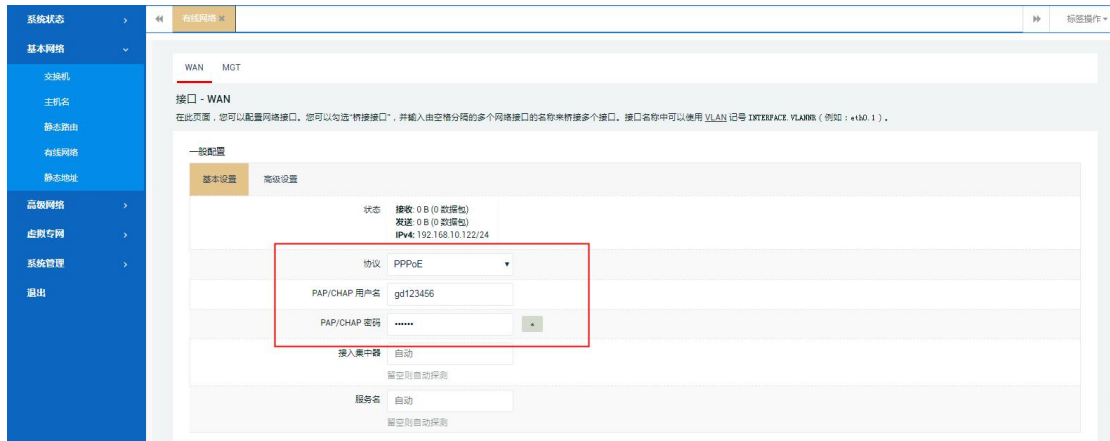 系统状态
基本网络
交换机
主机名
静态路由
有线网络
静态地址
高级网络
虚拟专网
系统管理
退出
有线网络
标签操作
WAN MGT
接口 - WAN
在此页面，您可以配置网络接口。您可以勾选“桥接接口”，并输入由空格分隔的多个网络接口的名称来桥接多个接口。接口名称中可以使用 VLAN 记号 INTERFACE.VLANNR（例如：eth0.1）。
一般配置
基本设置 高级设置
状态 接收: 0 B (0 数据包)
发送: 0 B (0 数据包)
IPv4: 192.168.10.122/24
协议 PPPoE
PAP/CHAP 用户名 gd123456
PAP/CHAP 密码 ••••••
接入集中器 自动
留空则自动探测
服务名 自动
留空则自动探测